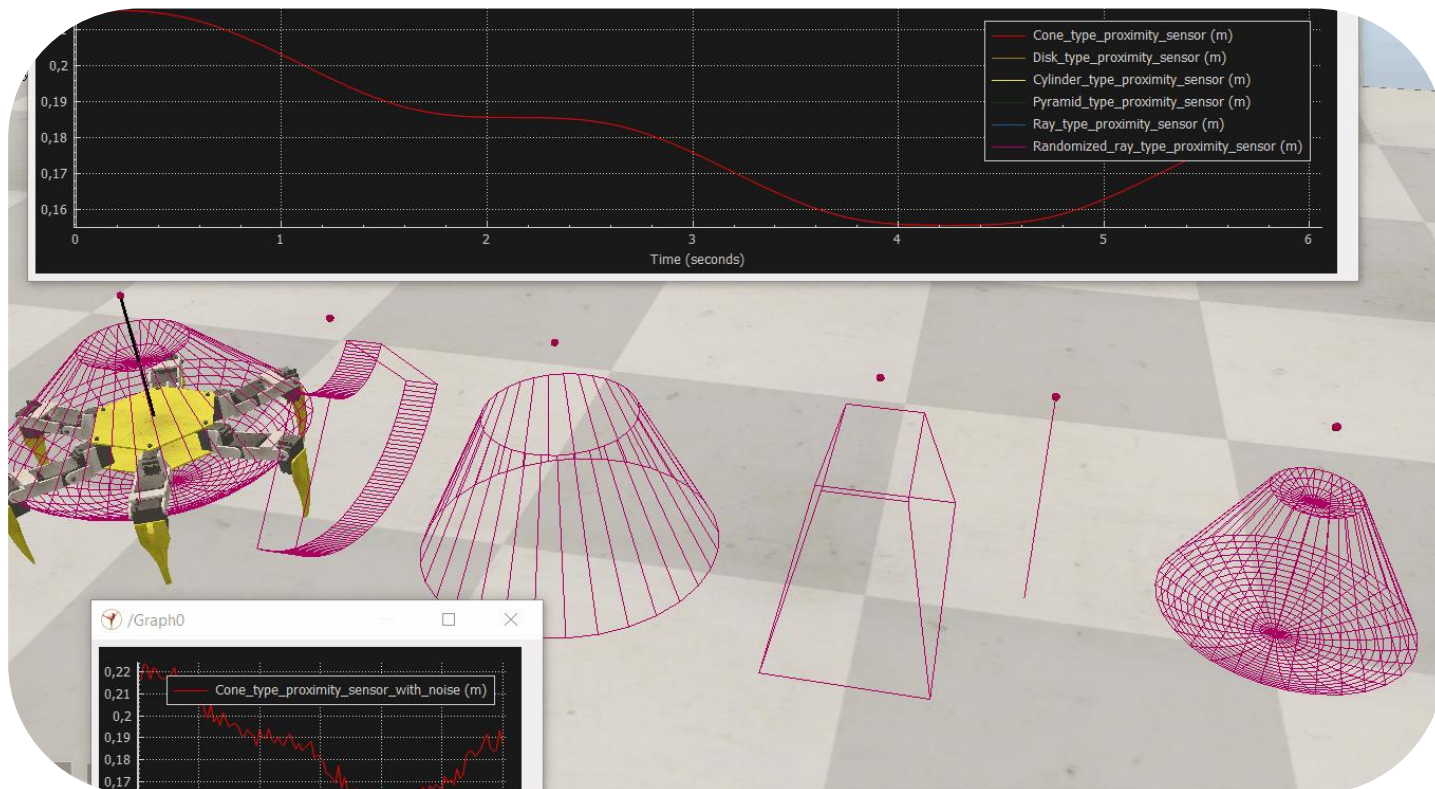 Cone_type_proximity_sensor (m)
Disk_type_proximity_sensor (m)
Cylinder_type_proximity_sensor (m)
Pyramid_type_proximity_sensor (m)
Ray_type_proximity_sensor (m)
Randomized_ray_type_proximity_sensor (m)
0,2
0,19
0,18
0,17
0,16
0 1 2 3 4 5 6
Time (seconds)
/Graph0
Cone_type_proximity_sensor_with_noise (m)
0,22
0,21
0,2
0,19
0,18
0,17